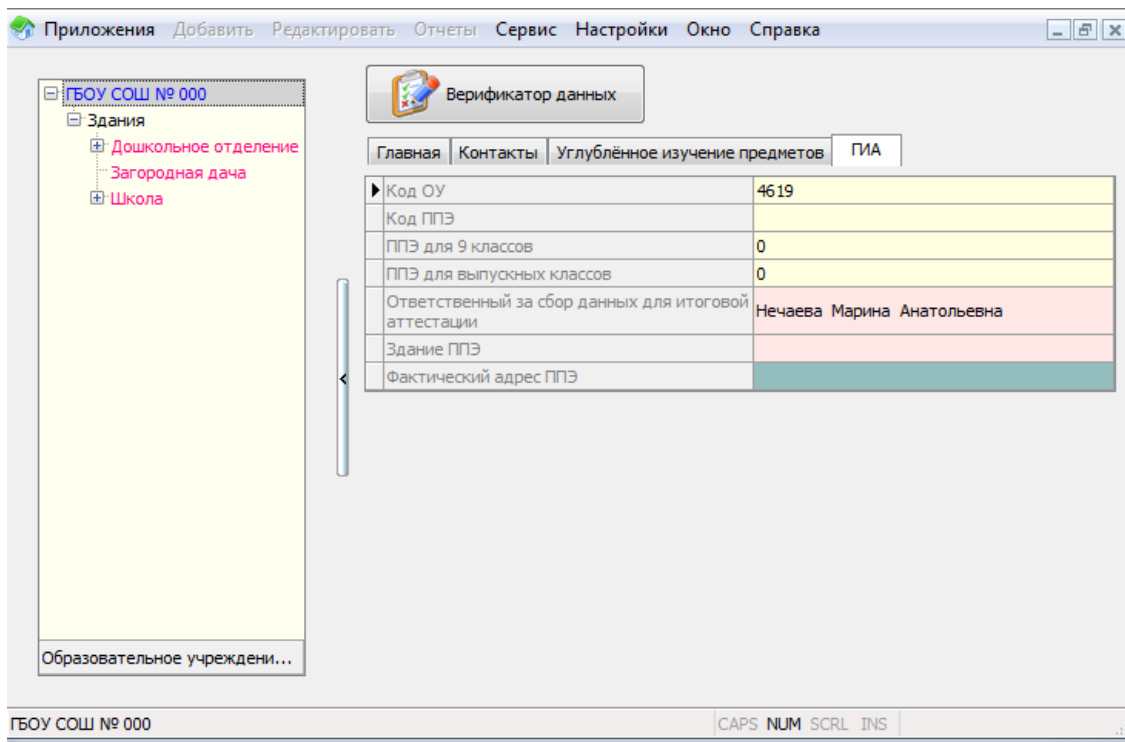 Приложения Добавить Редактировать Отчеты Сервис Настройки Окно Справка
ГБОУ СОШ № 000
Здания
Дошкольное отделение
Загородная дача
Школа
Образовательное учреждени...
Верификатор данных
Главная Контакты Углублённое изучение предметов ГИА
Код ОУ 4619
Код ППЭ
ППЭ для 9 классов 0
ППЭ для выпускных классов 0
Ответственный за сбор данных для итоговой
аттестации Нечаева Марина Анатольевна
Здание ППЭ
Фактический адрес ППЭ
ГБОУ СОШ № 000 CAPS NUM SCRL INS